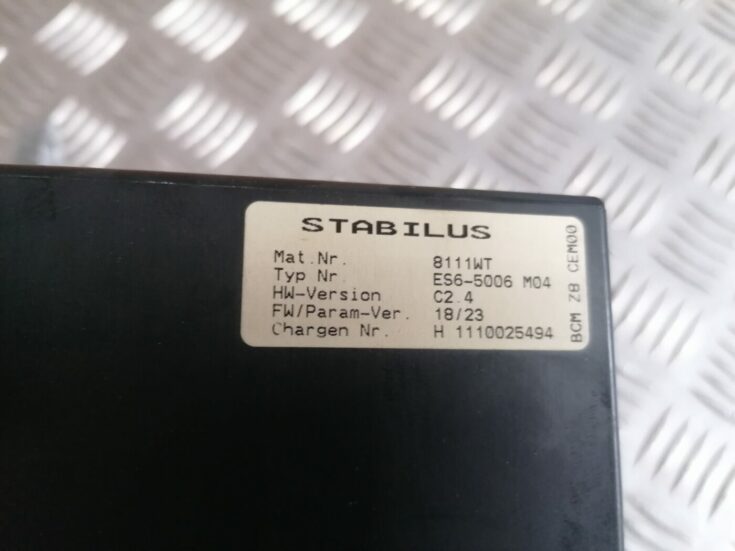 STABILUS
Mat.Nr. 8111WT
Typ Nr. ES6-5006 M04
HW-Version C2.4
FW/Param-Ver. 18/23
Chargen Nr. H 1110025494
BCM ZB CEM00